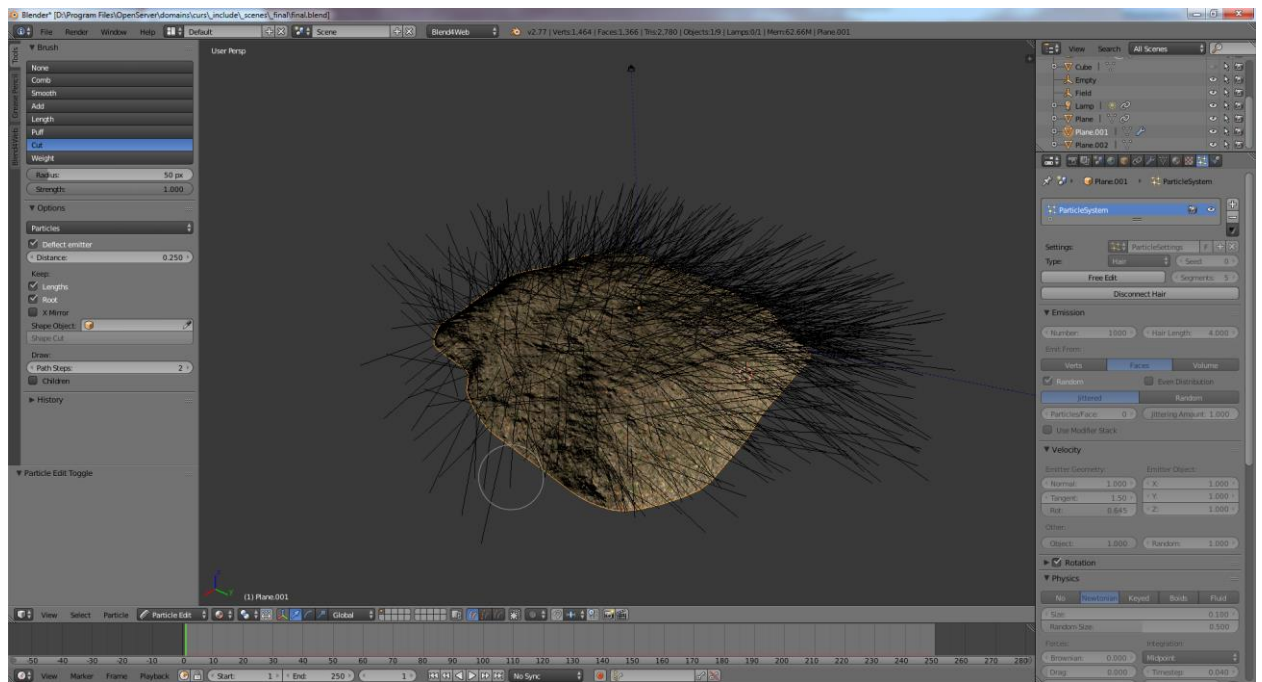 Blender* [D:\Program Files\OpenServer\domains\curs\_include\_scenes\_final\final.blend]
File Render Window Help Default Scene Blend4Web v2.77 | Verts:1,464 | Faces:1,366 | Tris:2,780 | Objects:1/9 | Lamps:0/1 | Mem:62.66M | Plane.001
Tools
Grease Pencil
Blend4Web
Brush
None
Comb
Smooth
Add
Length
Puff
Cut
Weight
Radius: 50 px
Strength: 1.000
Options
Particles
Deflect emitter
Distance: 0.250
Keep:
Lengths
Root
X Mirror
Shape Object:
Shape Cut
Draw:
Path Steps: 2
Children
History
Particle Edit Toggle
User Persp
(1) Plane.001
View Search All Scenes
Cube
Empty
Field
Lamp
Plane
Plane.001
Plane.002
Plane.001 ParticleSystem
ParticleSystem
Settings: ParticleSettings F
Type: Hair Seed: 0
Free Edit Segments: 5
Disconnect Hair
Emission
Number: 1000 Hair Length: 4.000
Emit From:
Verts Faces Volume
Random Even Distribution
Jittered Random
Particles/Face: 0 Jittering Amount: 1.000
Use Modifier Stack
Velocity
Emitter Geometry: Emitter Object:
Normal: 1.000 X: 1.000
Tangent: 1.50 Y: 1.000
Rot: 0.645 Z: 1.000
Other:
Object: 1.000 Random: 1.000
Rotation
Physics
No Newtonian Keyed Boids Fluid
Size: 0.100
Random Size: 0.500
Forces: Integration:
Brownian: 0.000 Midpoint
Drag: 0.000 Timestep: 0.040
View Select Particle Particle Edit Global
-50 -40 -30 -20 -10 0 10 20 30 40 50 60 70 80 90 100 110 120 130 140 150 160 170 180 190 200 210 220 230 240 250 260 270 280
View Marker Frame Playback Start: 1 End: 250 1 No Sync